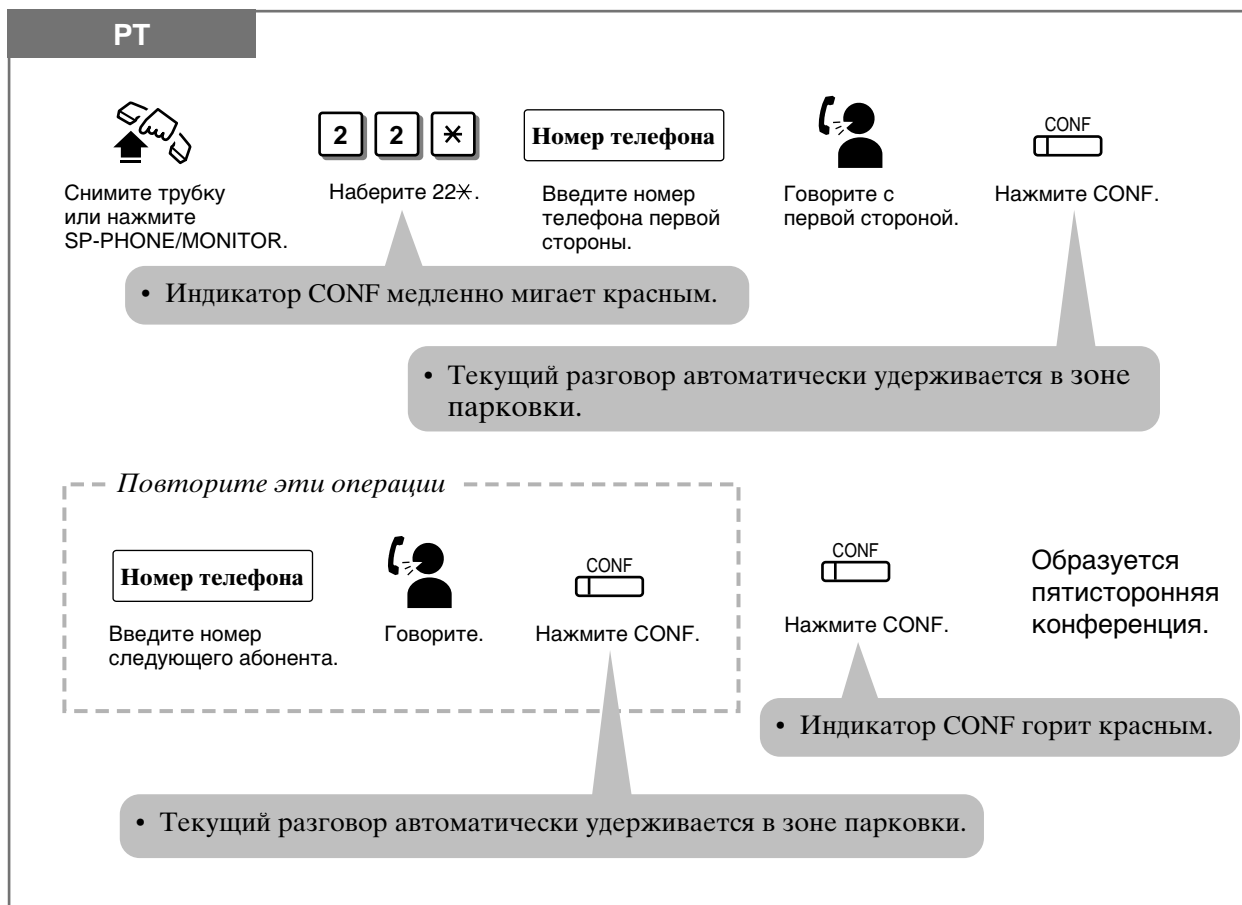 PT
2 2 ✳ Номер телефона CONF
Снимите трубку
или нажмите
SP-PHONE/MONITOR.
Наберите 22✳.
Введите номер
телефона первой
стороны.
Говорите с
первой стороной.
Нажмите CONF.
• Индикатор CONF медленно мигает красным.
• Текущий разговор автоматически удерживается в зоне
парковки.
Повторите эти операции
Номер телефона CONF
Введите номер
следующего абонента.
Говорите.
Нажмите CONF.
CONF
Нажмите CONF.
Образуется
пятисторонняя
конференция.
• Индикатор CONF горит красным.
• Текущий разговор автоматически удерживается в зоне парковки.